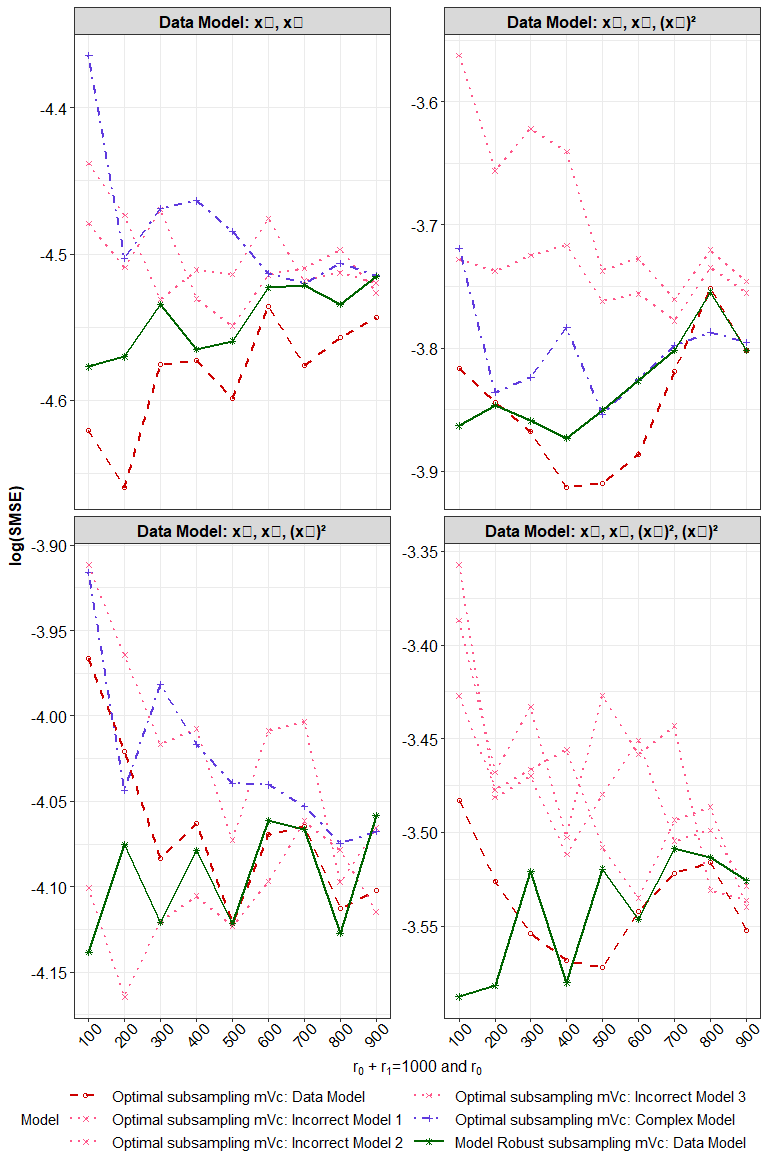 Data Model: x▯, x▯
Data Model: x▯, x▯, (x▯)²
-4.4
-4.5
-4.6
-3.6
-3.7
-3.8
-3.9
log(SMSE)
Data Model: x▯, x▯, (x▯)²
Data Model: x▯, x▯, (x▯)², (x▯)²
-3.90
-3.95
-4.00
-4.05
-4.10
-4.15
-3.35
-3.40
-3.45
-3.50
-3.55
100 200 300 400 500 600 700 800 900
100 200 300 400 500 600 700 800 900
r₀ + r₁=1000 and r₀
Model
Optimal subsampling mVc: Data Model
Optimal subsampling mVc: Incorrect Model 1
Optimal subsampling mVc: Incorrect Model 2
Optimal subsampling mVc: Incorrect Model 3
Optimal subsampling mVc: Complex Model
Model Robust subsampling mVc: Data Model